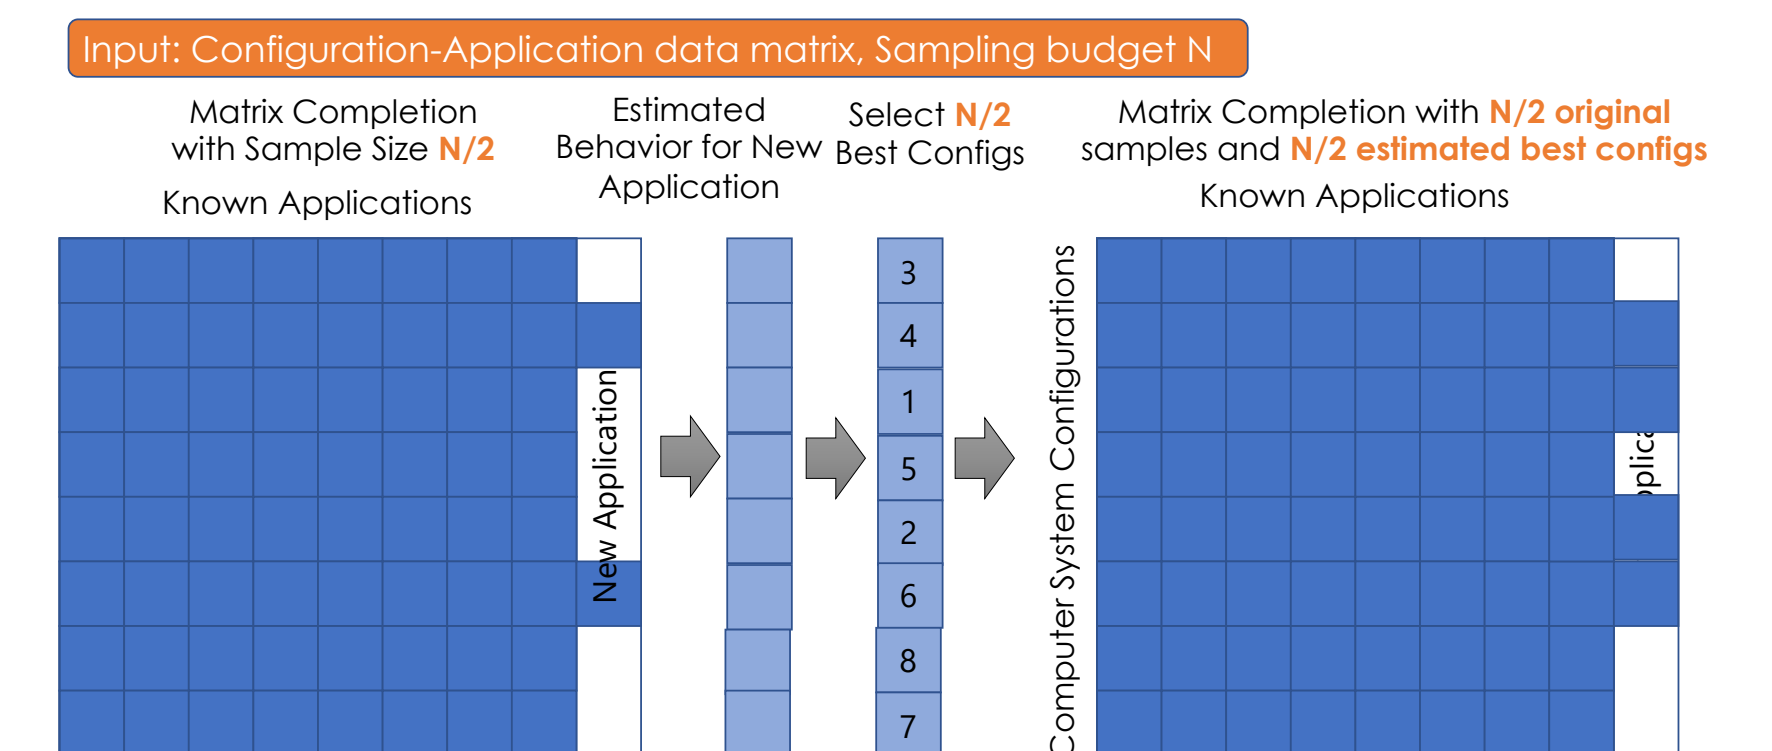 Input: Configuration-Application data matrix, Sampling budget N
Matrix Completion
with Sample Size N/2
Known Applications
New Application
Estimated
Behavior for New
Application
Select N/2
Best Configs
3
4
1
5
2
6
8
7
Matrix Completion with N/2 original
samples and N/2 estimated best configs
Known Applications
Computer System Configurations